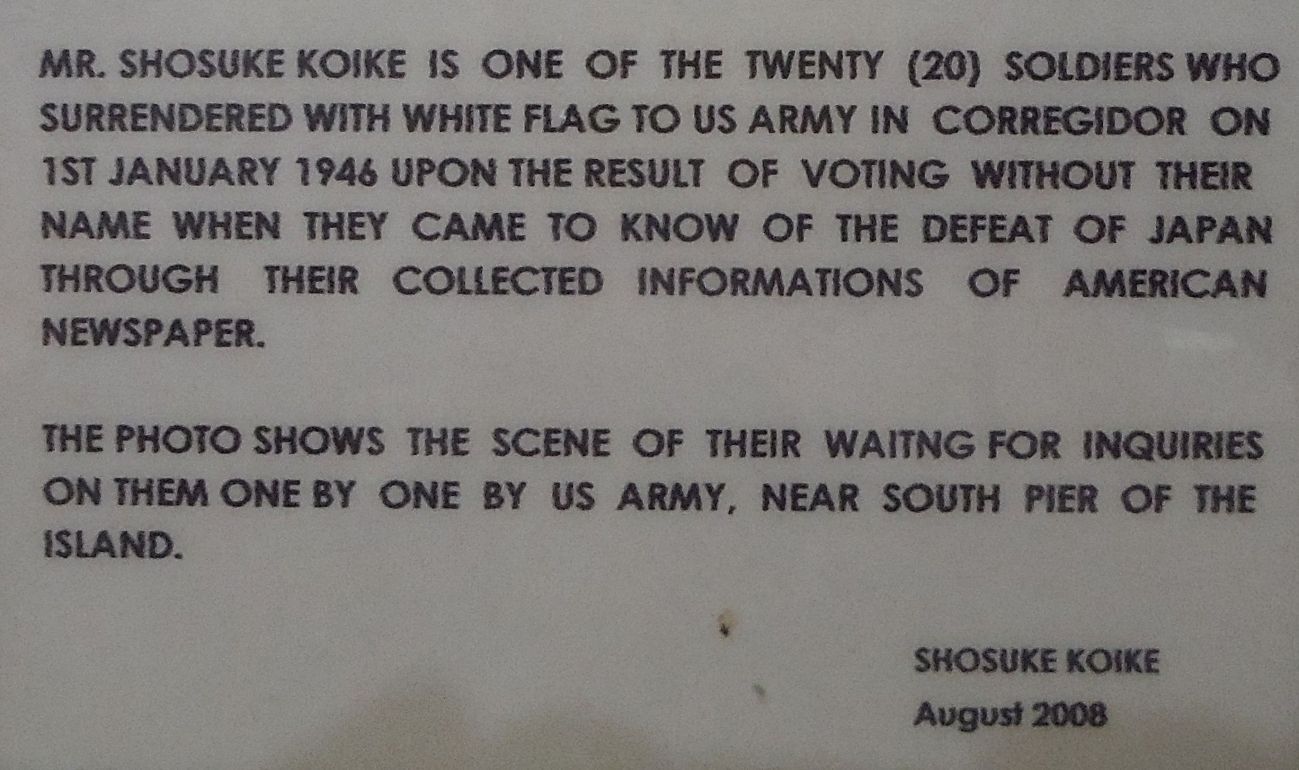 MR. SHOSUKE KOIKE IS ONE OF THE TWENTY (20) SOLDIERS WHO
SURRENDERED WITH WHITE FLAG TO US ARMY IN CORREGIDOR ON
1ST JANUARY 1946 UPON THE RESULT OF VOTING WITHOUT THEIR
NAME WHEN THEY CAME TO KNOW OF THE DEFEAT OF JAPAN
THROUGH THEIR COLLECTED INFORMATIONS OF AMERICAN
NEWSPAPER.
THE PHOTO SHOWS THE SCENE OF THEIR WAITNG FOR INQUIRIES
ON THEM ONE BY ONE BY US ARMY, NEAR SOUTH PIER OF THE
ISLAND.
SHOSUKE KOIKE
August 2008